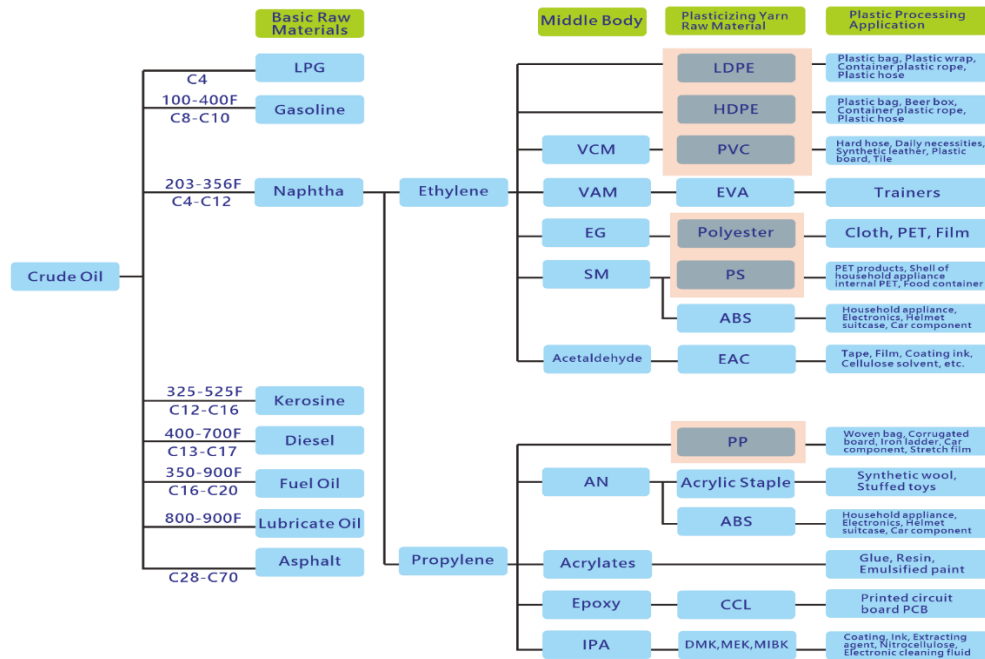 Basic Raw
Materials
Middle Body
Plasticizing Yarn
Raw Material
Plastic Processing
Application
Crude Oil
C4
LPG
100-400F
C8-C10
Gasoline
203-356F
C4-C12
Naphtha
325-525F
C12-C16
Kerosine
400-700F
C13-C17
Diesel
350-900F
C16-C20
Fuel Oil
800-900F
Lubricate Oil
C28-C70
Asphalt
Ethylene
LDPE
Plastic bag, Plastic wrap,
Container plastic rope,
Plastic hose
HDPE
Plastic bag, Beer box,
Container plastic rope,
Plastic hose
VCM
PVC
Hard hose, Daily necessities,
Synthetic leather, Plastic
board, Tile
VAM
EVA
Trainers
EG
Polyester
Cloth, PET, Film
SM
PS
PET products, Shell of
household appliance
internal PET, Food container
ABS
Household appliance,
Electronics, Helmet
suitcase, Car component
Acetaldehyde
EAC
Tape, Film, Coating ink,
Cellulose solvent, etc.
Propylene
PP
Woven bag, Corrugated
board, Iron ladder, Car
component, Stretch film
AN
Acrylic Staple
Synthetic wool,
Stuffed toys
ABS
Household appliance,
Electronics, Helmet
suitcase, Car component
Acrylates
Glue, Resin,
Emulsified paint
Epoxy
CCL
Printed circuit
board PCB
IPA
DMK,MEK,MIBK
Coating, Ink, Extracting
agent, Nitrocellulose,
Electronic cleaning fluid